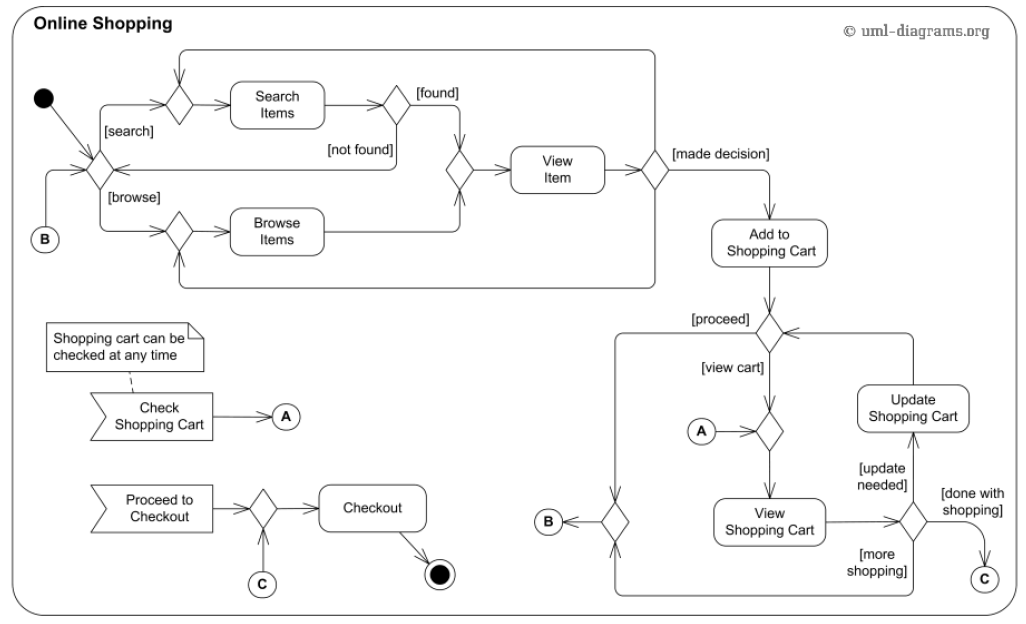 Online Shopping
© uml-diagrams.org
Search
Items
[found]
[search]
[not found]
[made decision]
View
Item
[browse]
Browse
Items
B
Add to
Shopping Cart
[proceed]
Shopping cart can be
checked at any time
[view cart]
Check
Shopping Cart
A
A
Update
Shopping Cart
[update
needed]
[done with
shopping]
Proceed to
Checkout
Checkout
B
View
Shopping Cart
[more
shopping]
C
C